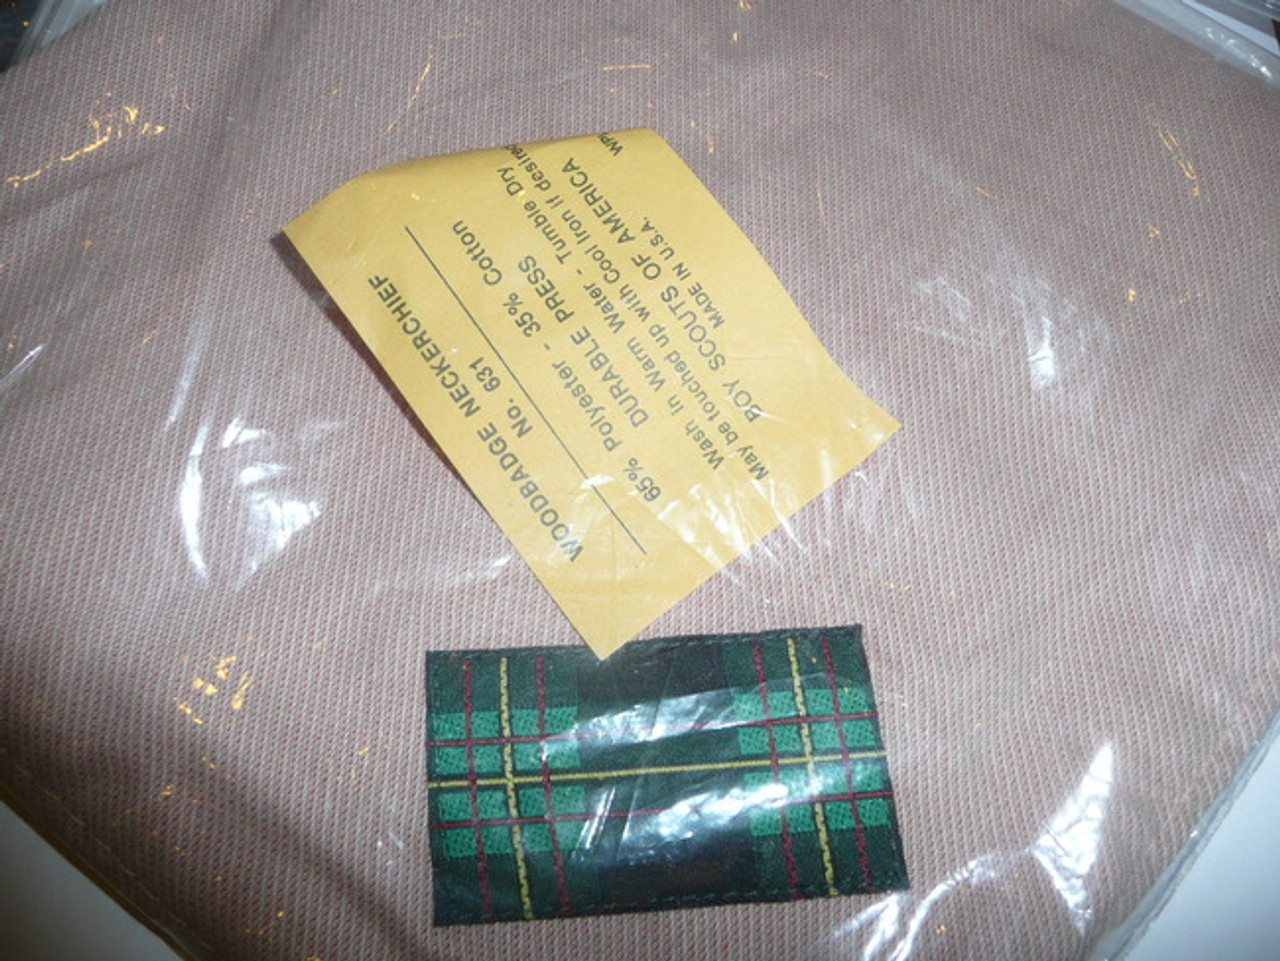 WOODBADGE NECKERCHIEF
No. 631
65% Polyester - 35% Cotton
DURABLE PRESS
Wash In Warm Water - Tumble Dry
May be touched up with Cool Iron if desired
BOY SCOUTS OF AMERICA
MADE IN U.S.A.